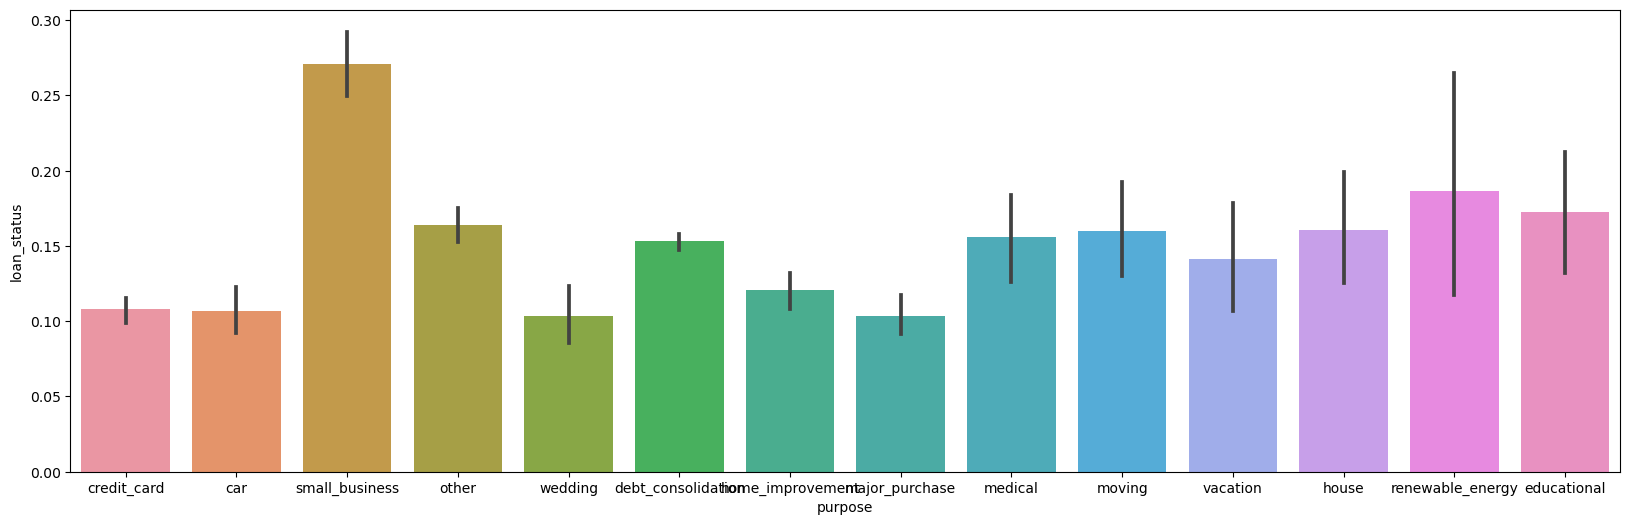 0.30
0.25
0.20
0.15
0.10
0.05
0.00
loan_status
credit_card car small_business other wedding debt_consolidation home_improvement major_purchase medical moving vacation house renewable_energy educational
purpose